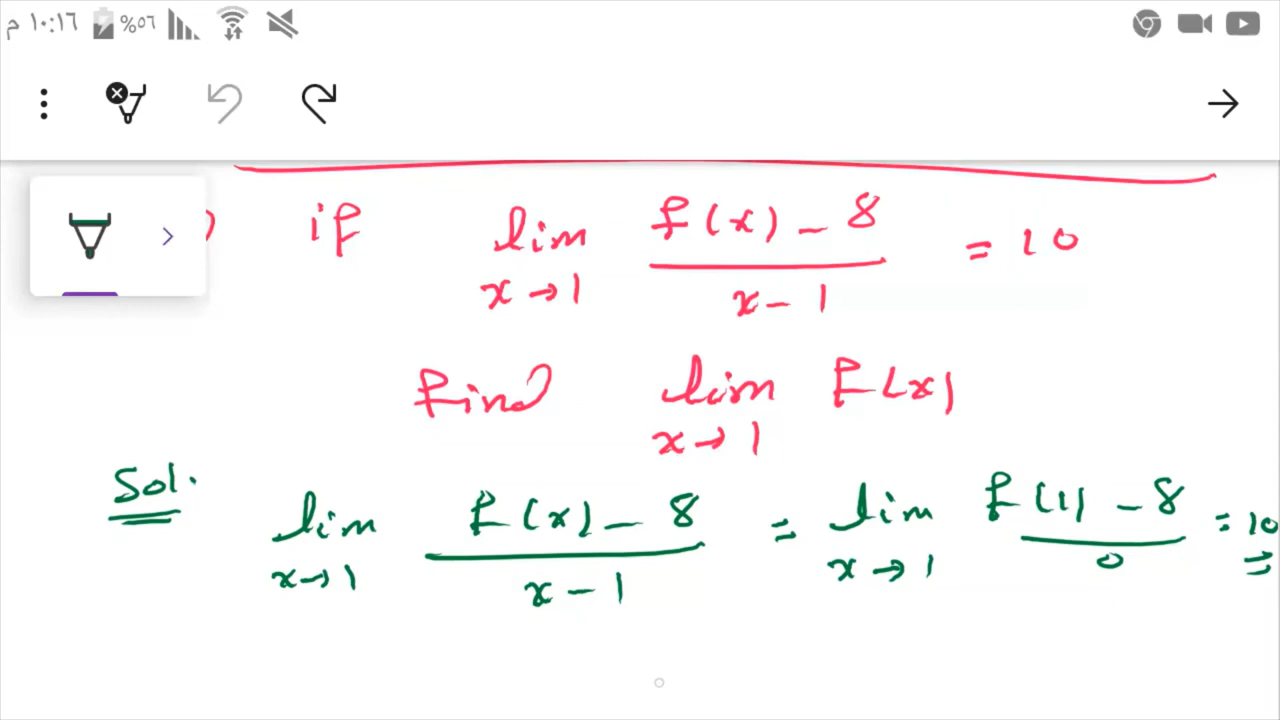 ١٠:١٦ م %٥٦
if lim x→1 f(x) - 8 / x - 1 = 10
find lim x→1 f(x)
Sol. lim x→1 f(x) - 8 / x - 1 = lim x→1 f(1) - 8 / 0 = 10